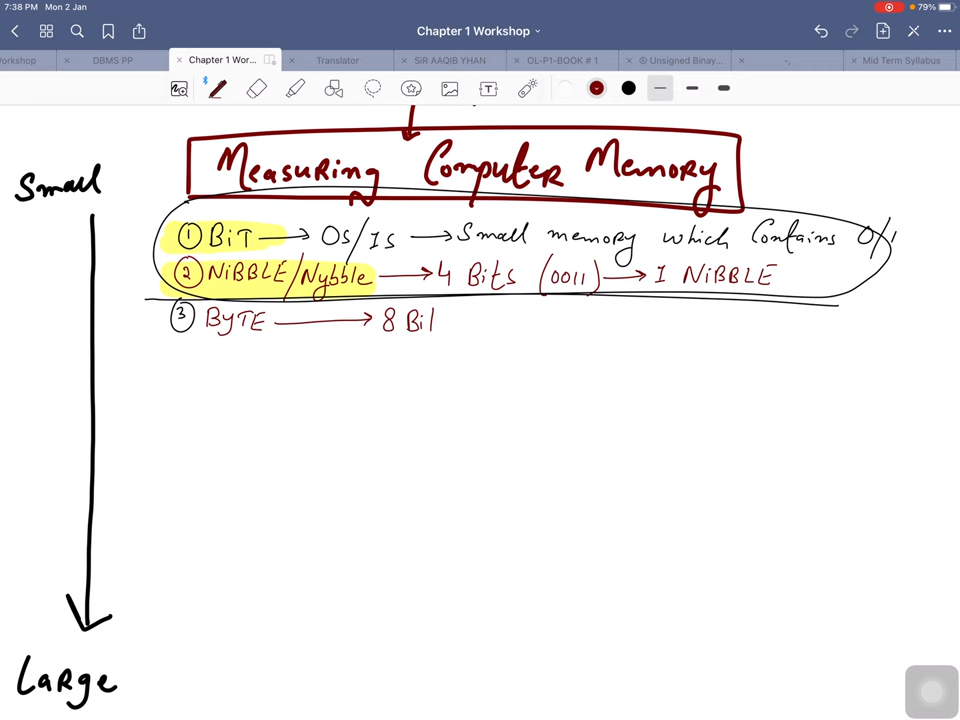 7:38 PM Mon 2 Jan
79%
Chapter 1 Workshop
orkshop
DBMS PP
Chapter 1 Wor...
Translator
SiR AAQIB YHAN
OL-P1-BOOK # 1
Unsigned Binay...
Mid Term Syllabus
Measuring Computer Memory
Small
① BiT → 0s/1s → Small memory which Contains 0/1
② NiBBLE/Nybble → 4 Bits (0011) → 1 NiBBLE
③ ByTE → 8 Bi
Large